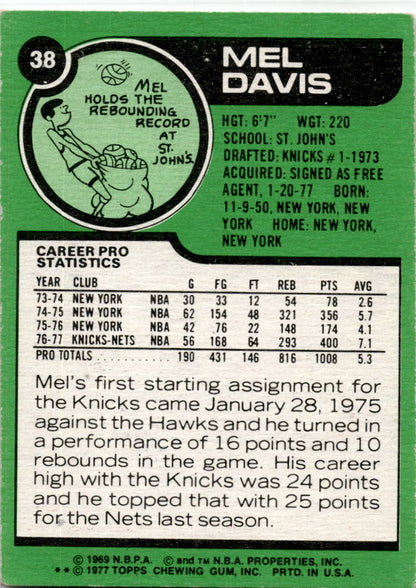 38
MEL
DAVIS
MEL
HOLDS THE
REBOUNDING
RECORD
AT
ST.
JOHN'S.
HGT: 6'7" WGT: 220
SCHOOL: ST. JOHN'S
DRAFTED: KNICKS #1-1973
ACQUIRED: SIGNED AS FREE
AGENT, 1-20-77 BORN:
11-9-50, NEW YORK, NEW
YORK HOME: NEW YORK,
NEW YORK
CAREER PRO
STATISTICS
YEAR CLUB G FG FT REB PTS AVG
73-74 NEW YORK NBA 30 33 12 54 78 2.6
74-75 NEW YORK NBA 62 154 48 321 356 5.7
75-76 NEW YORK NBA 42 76 22 148 174 4.1
76-77 KNICKS-NETS NBA 56 168 64 293 400 7.1
PRO TOTALS ........... 190 431 146 816 1008 5.3
Mel's first starting assignment for
the Knicks came January 28, 1975
against the Hawks and he turned in
a performance of 16 points and 10
rebounds in the game. His career
high with the Knicks was 24 points
and he topped that with 25 points
for the Nets last season.
© 1969 N.B.P.A. © and TM N.B.A. PROPERTIES, INC.
** © 1977 TOPPS CHEWING GUM, INC. PRTD. IN U.S.A.